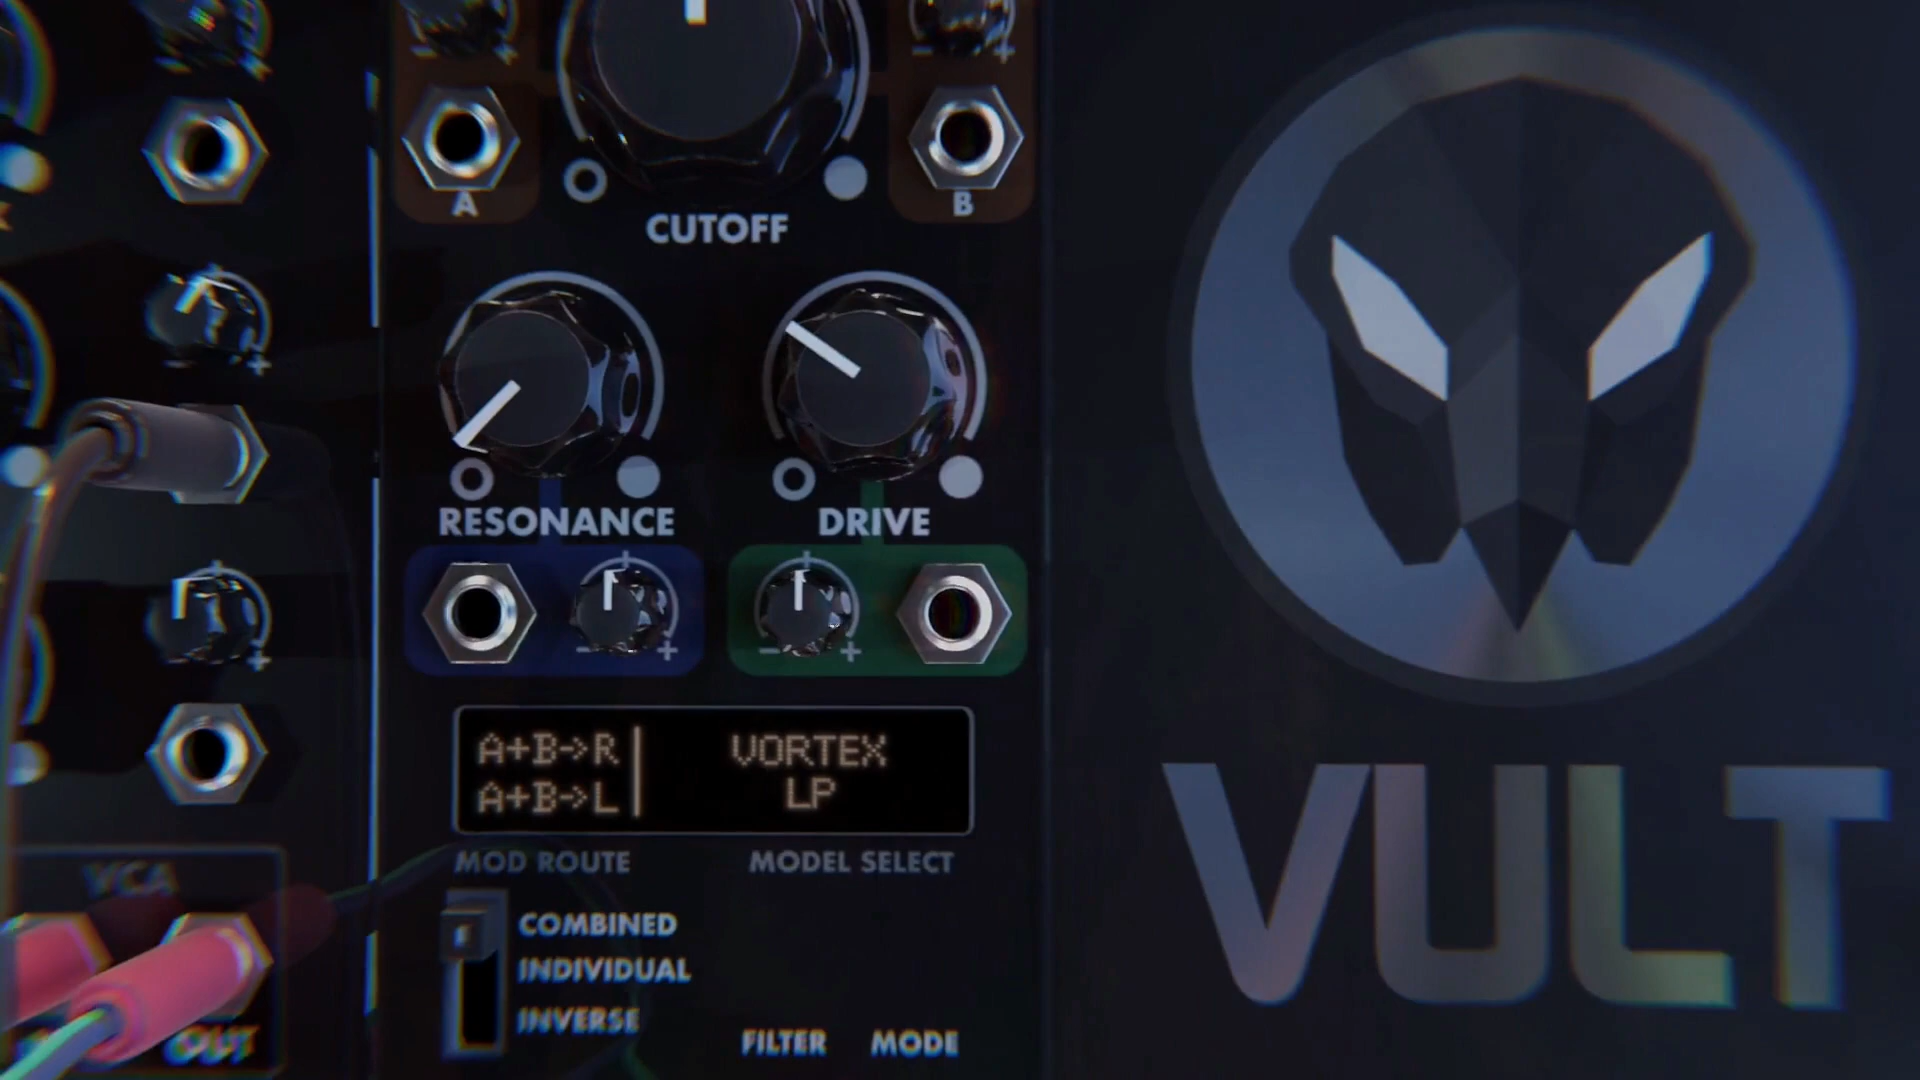 A
B
CUTOFF
RESONANCE
DRIVE
A+B->R
A+B->L
VORTEX
LP
MOD ROUTE
MODEL SELECT
COMBINED
INDIVIDUAL
INVERSE
FILTER
MODE
VCA
OUT
VULT